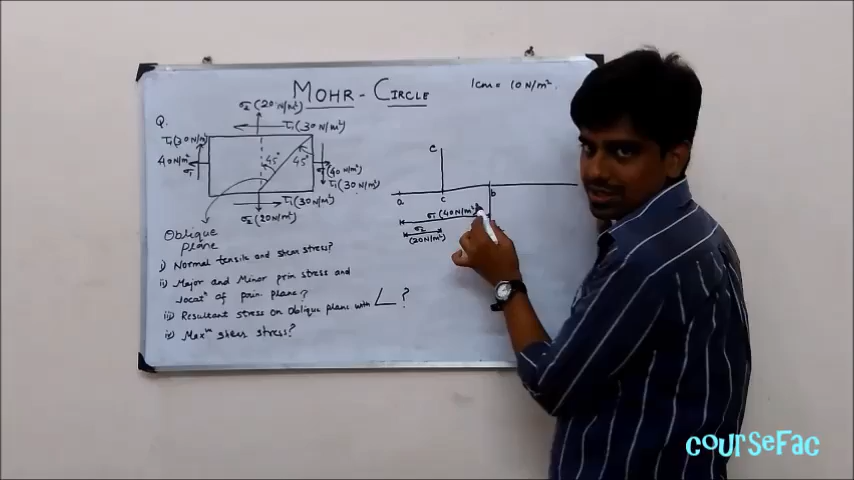 MOHR - CIRCLE
1cm = 10 N/m²
Q.
σ₂ (20 N/m²)
τ₁ (30 N/m²)
τ₁ (30 N/m²)
40 N/m²
σ₁
45°
45°
σ₁ (40 N/m²)
τ₁ (30 N/m²)
τ₁ (30 N/m²)
σ₂ (20 N/m²)
Oblique
plane
i) Normal tensile and shear stress?
ii) Major and Minor prin stress and
locatⁿ of prin. plane?
iii) Resultant stress on Oblique plane with ∠ ?
iv) Maxᵐ shear stress?
e
a
c
b
σ₁ (40 N/m²)
σ₂
(20 N/m²)
courseFac